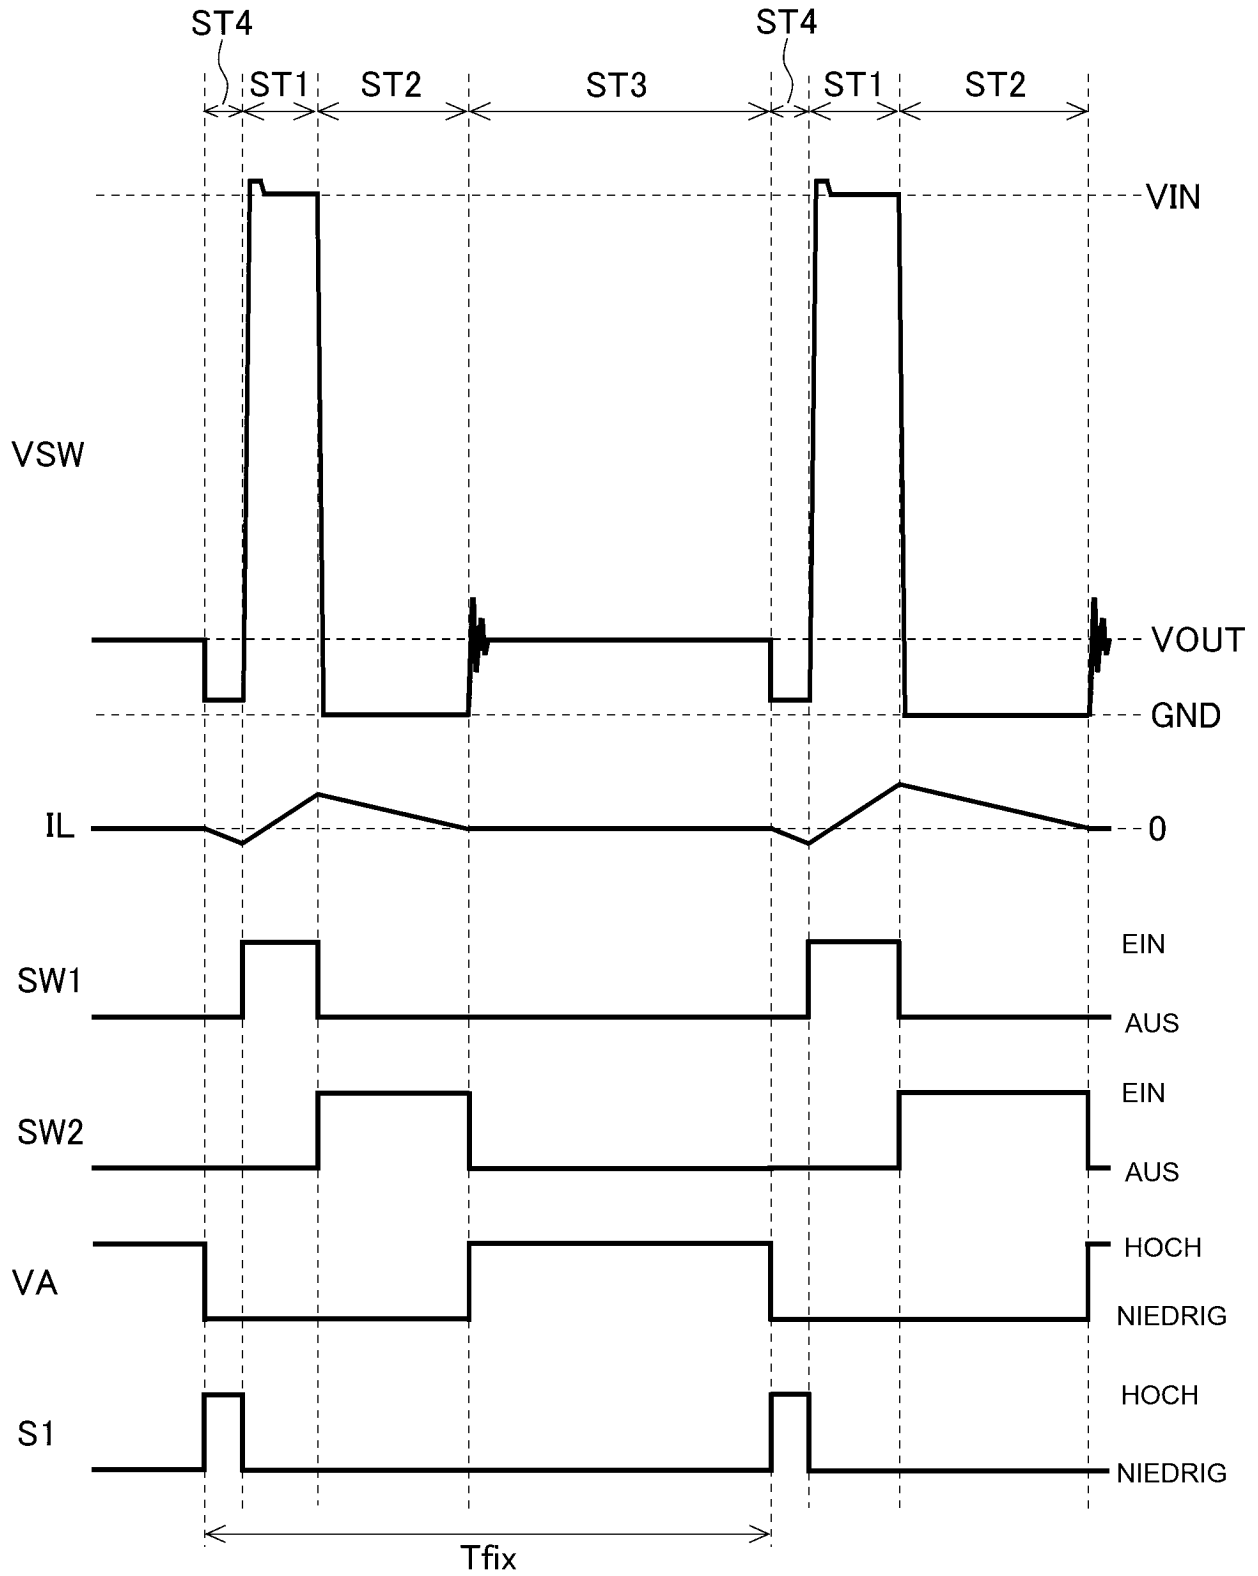 ST4 ST4
ST1 ST2 ST3 ST1 ST2
VIN
VSW
VOUT
GND
IL 0
EIN
SW1
AUS
EIN
SW2
AUS
HOCH
VA
NIEDRIG
HOCH
S1
NIEDRIG
Tfix